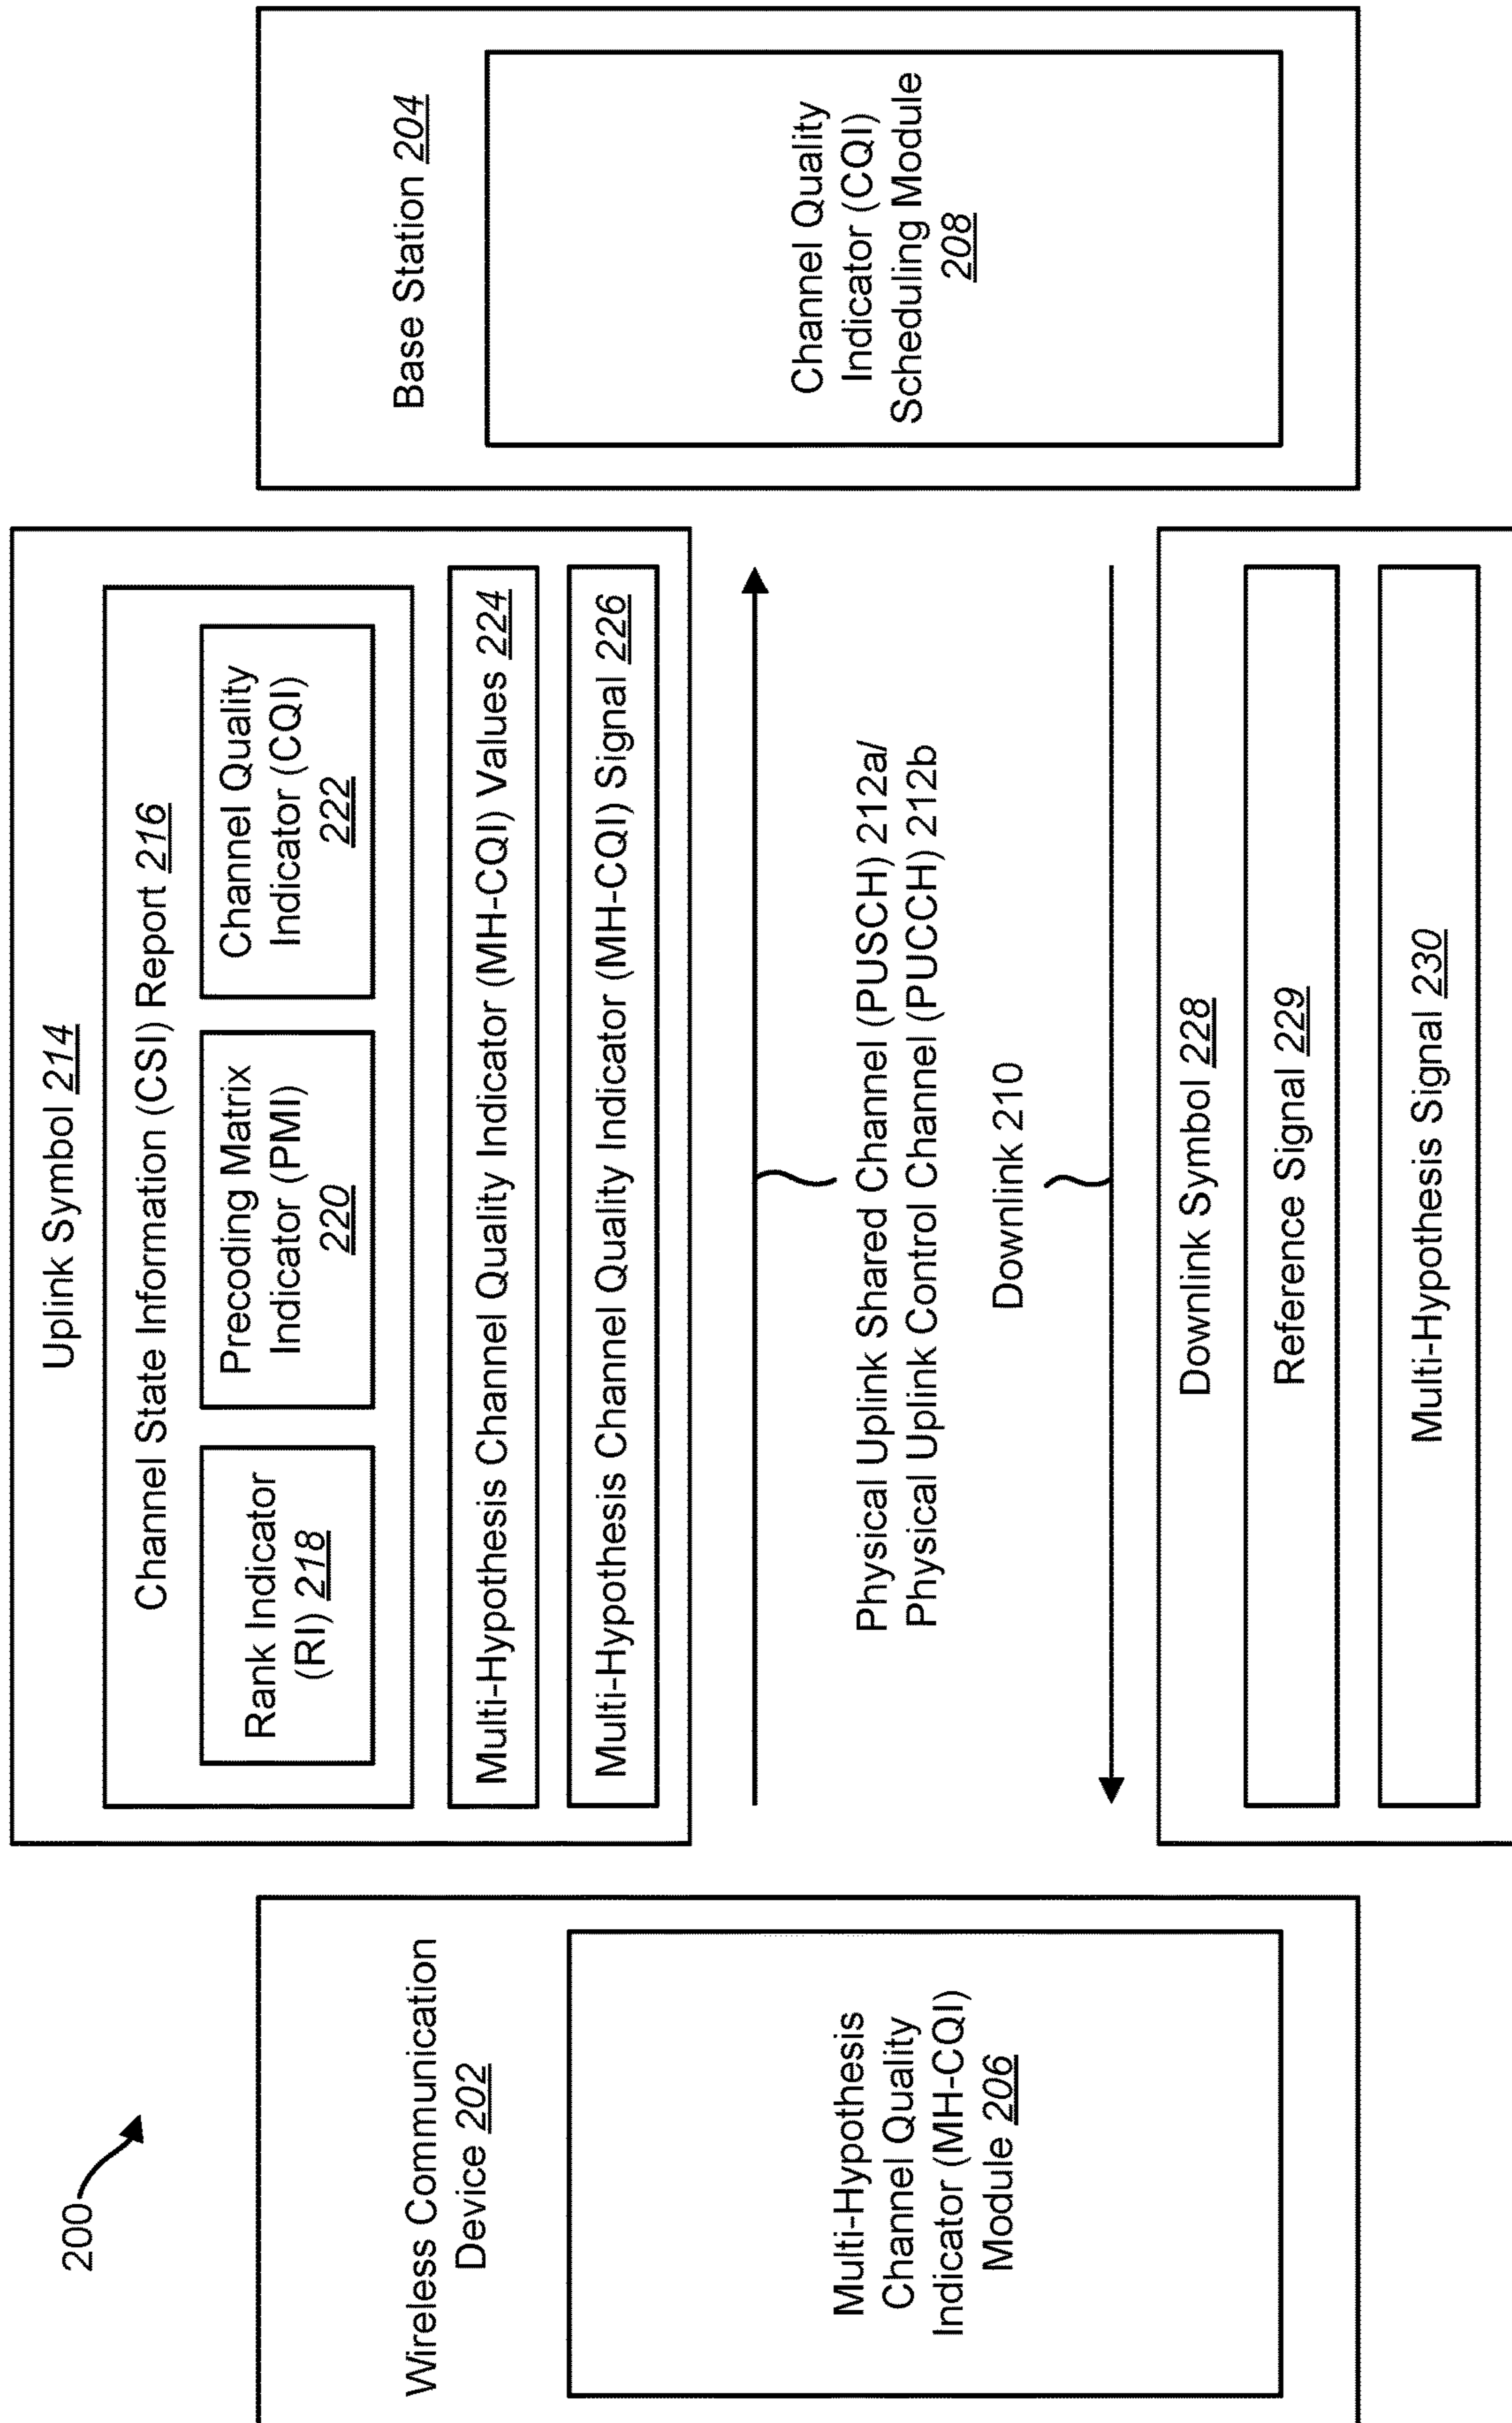 200
Wireless Communication
Device 202
Multi-Hypothesis
Channel Quality
Indicator (MH-CQI)
Module 206
Uplink Symbol 214
Channel State Information (CSI) Report 216
Rank Indicator
(RI) 218
Precoding Matrix
Indicator (PMI)
220
Channel Quality
Indicator (CQI)
222
Multi-Hypothesis Channel Quality Indicator (MH-CQI) Values 224
Multi-Hypothesis Channel Quality Indicator (MH-CQI) Signal 226
Physical Uplink Shared Channel (PUSCH) 212a/
Physical Uplink Control Channel (PUCCH) 212b
Downlink 210
Downlink Symbol 228
Reference Signal 229
Multi-Hypothesis Signal 230
Base Station 204
Channel Quality
Indicator (CQI)
Scheduling Module
208